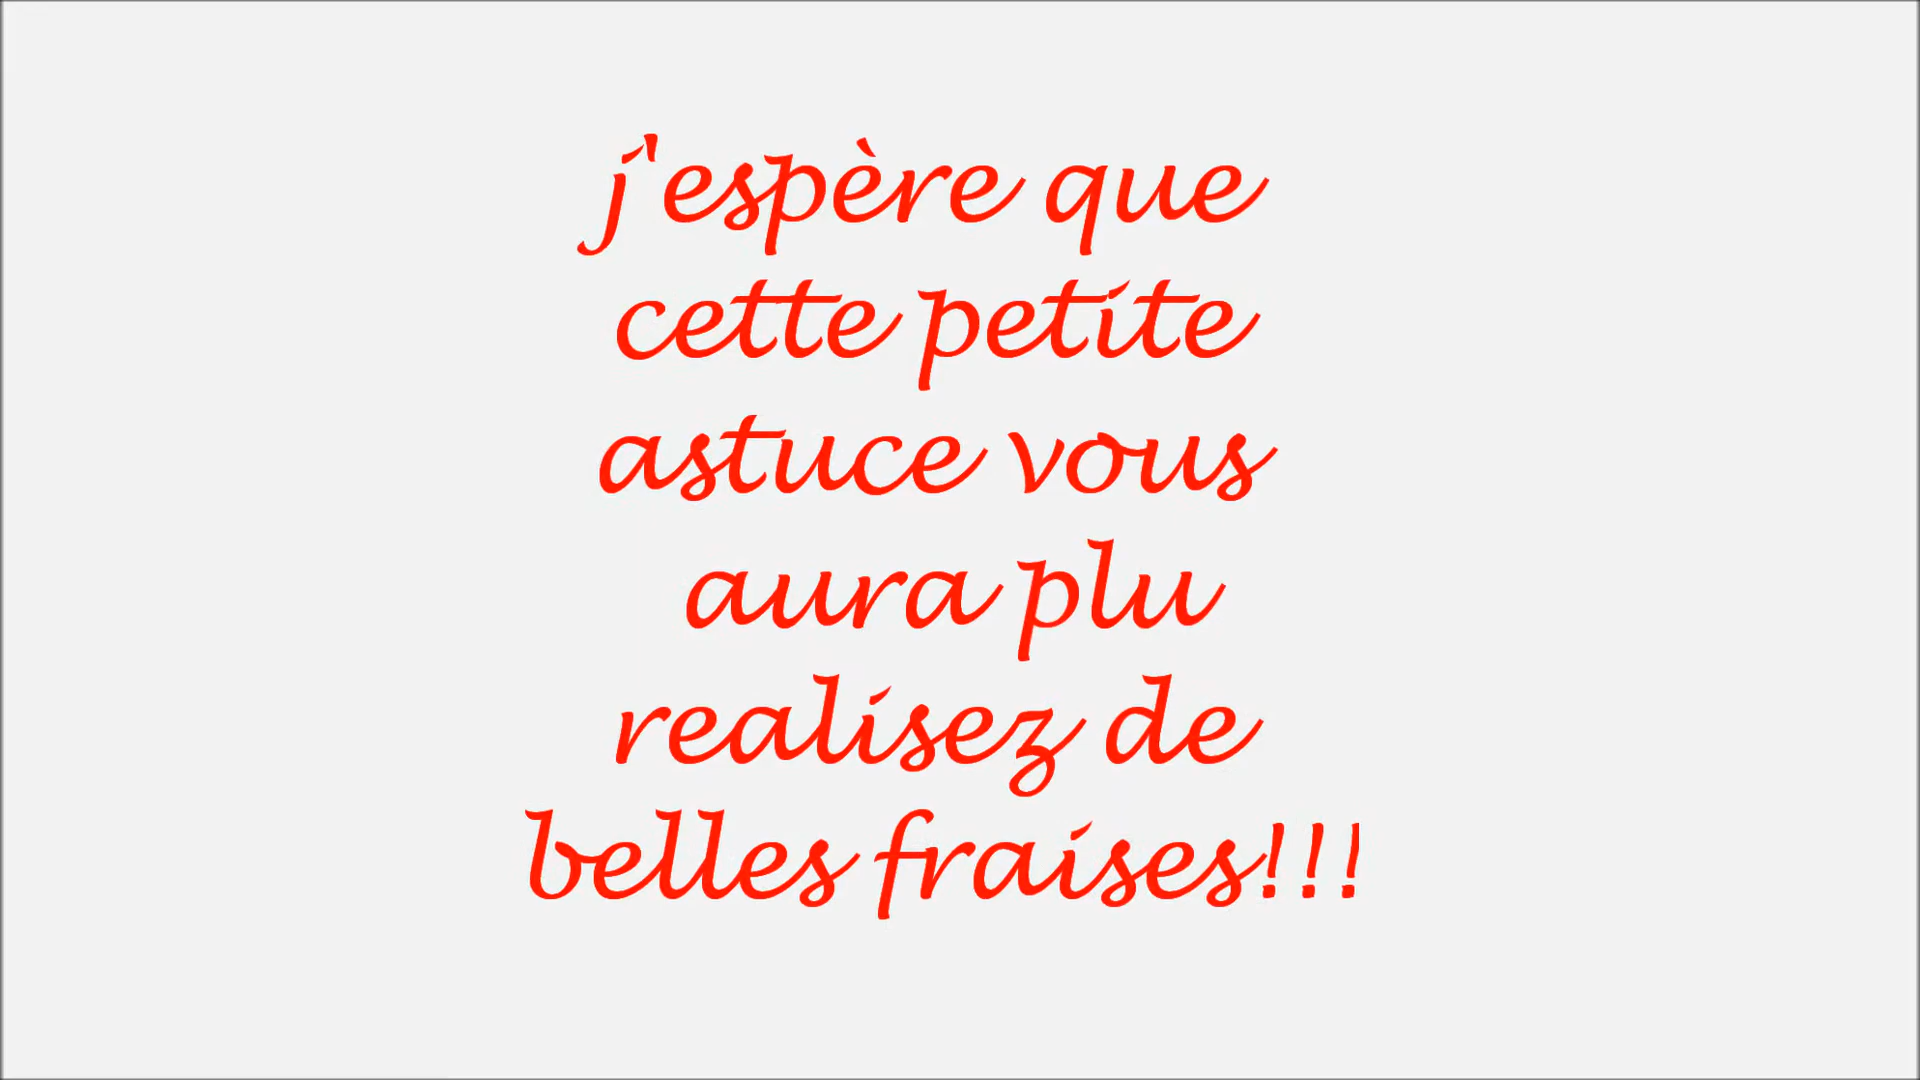 j'espère que
cette petite
astuce vous
aura plu
realisez de
belles fraises!!!